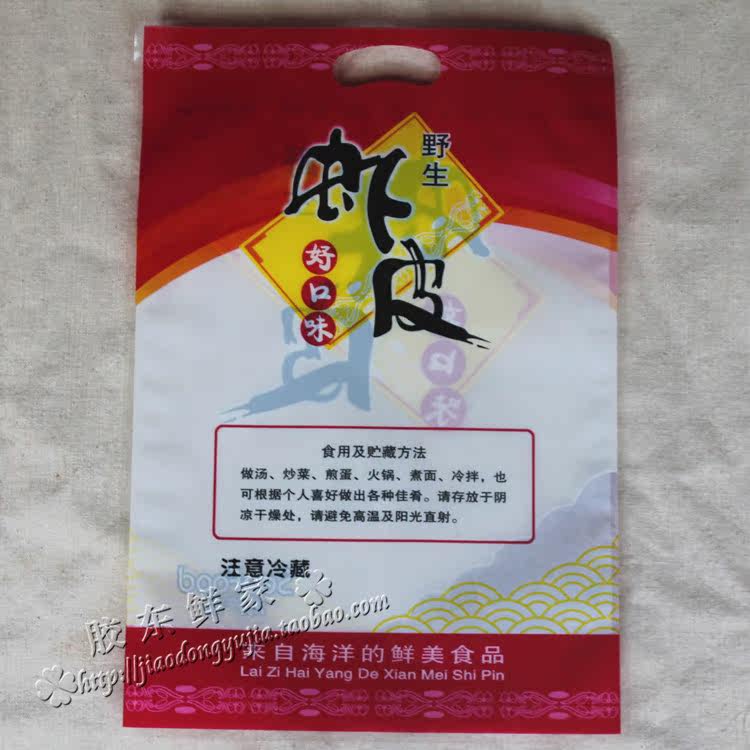 野生
虾皮
好口味
食用及贮藏方法
做汤、炒菜、煎蛋、火锅、煮面、冷拌，也
可根据个人喜好做出各种佳肴。请存放于阴
凉干燥处，请避免高温及阳光直射。
注意冷藏
胶东鲜家
http://jiaodongyujia.taobao.com
来自海洋的鲜美食品
Lai Zi Hai Yang De Xian Mei Shi Pin